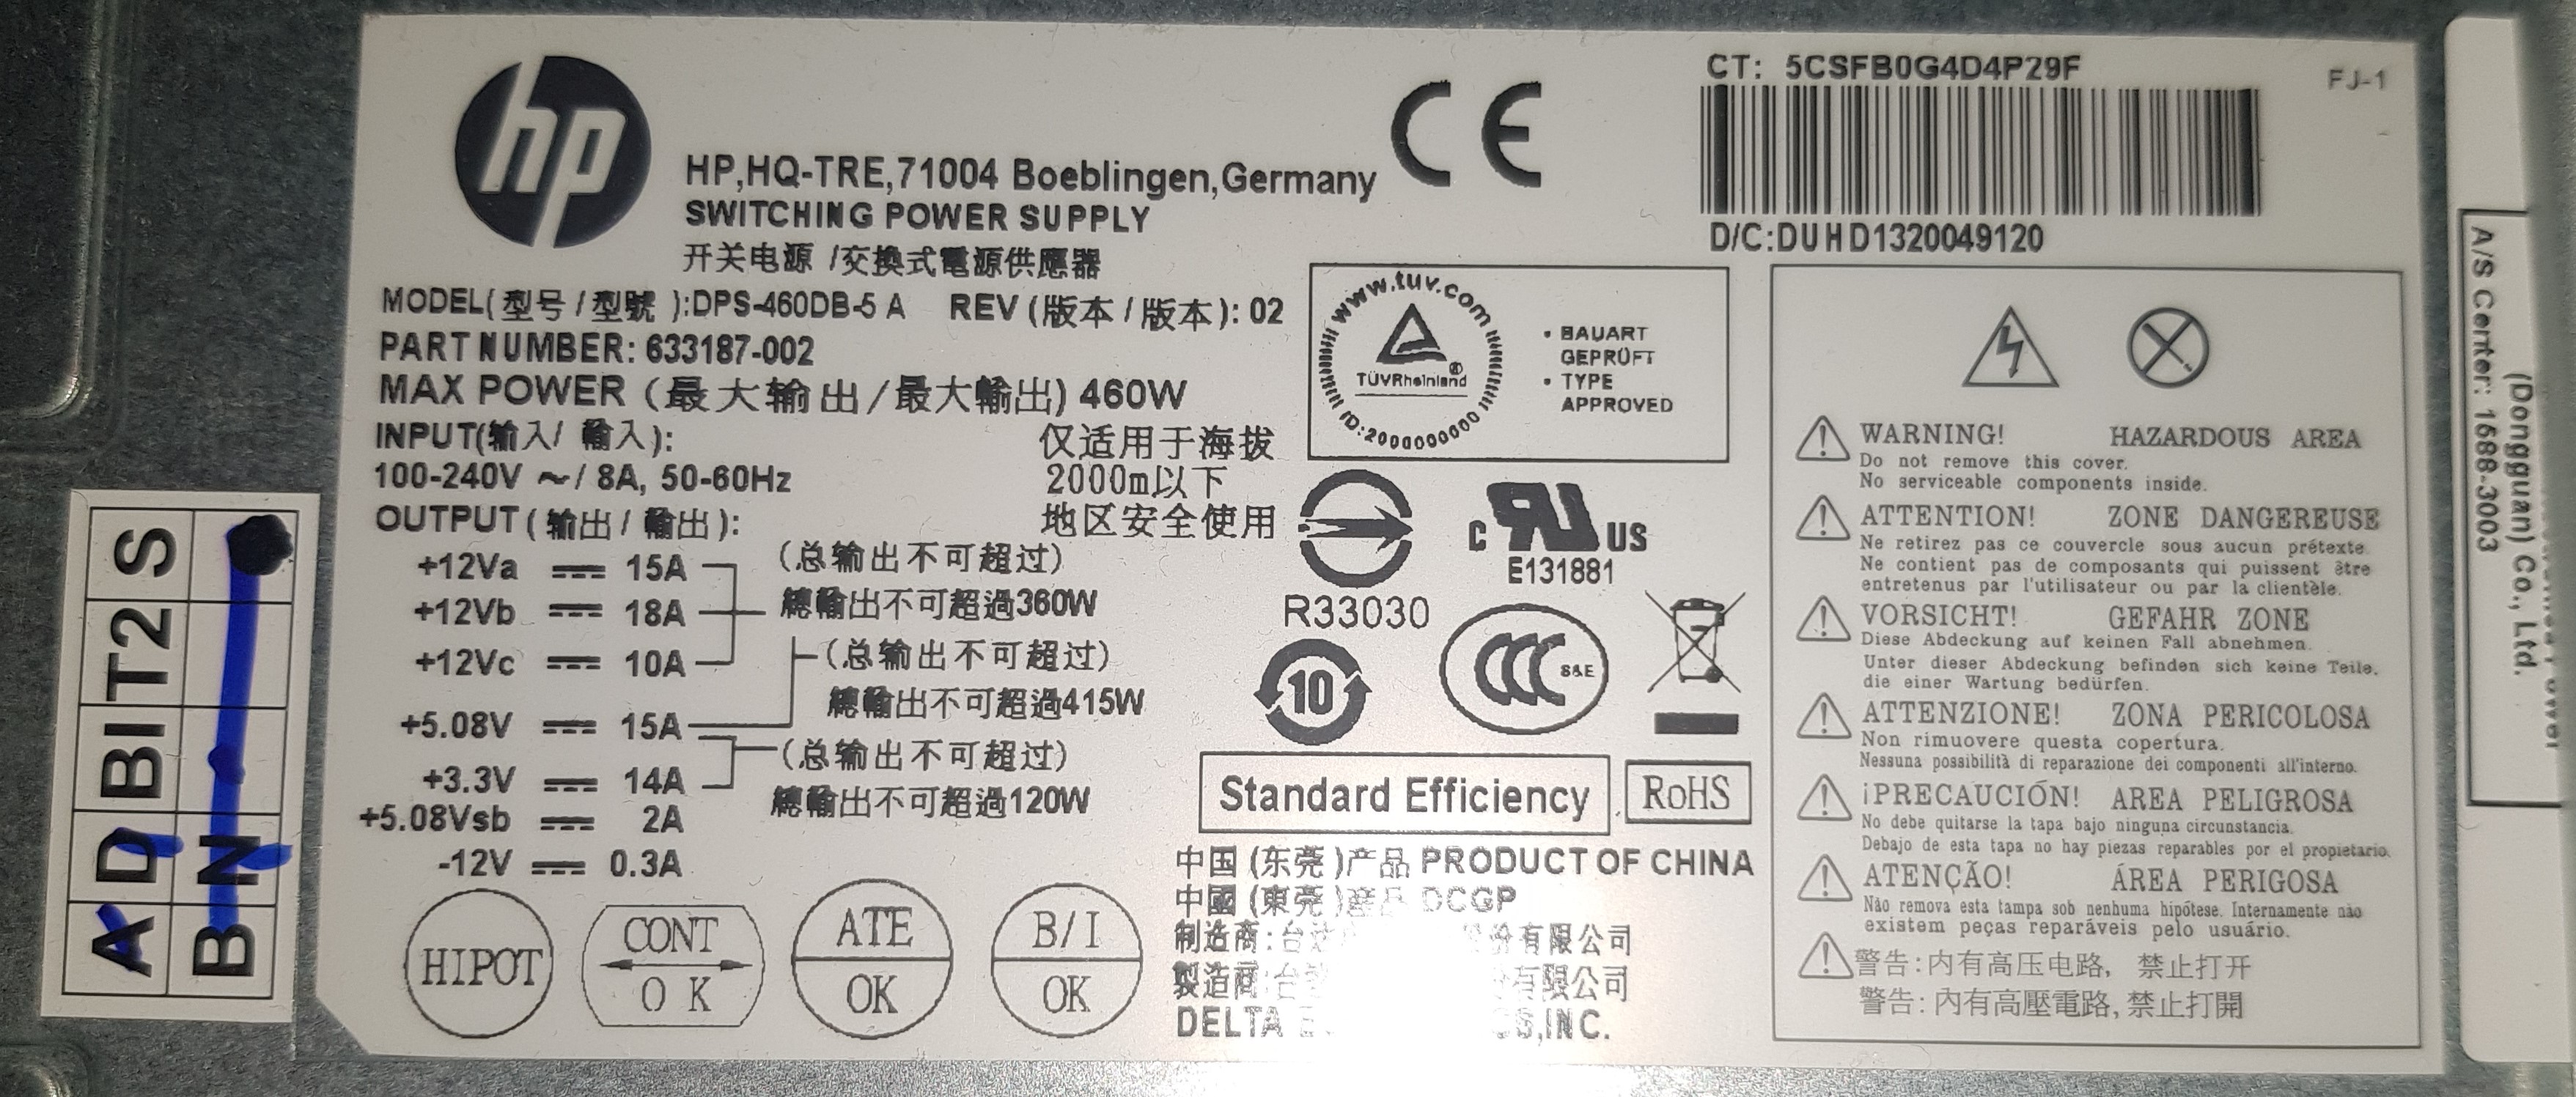 hp
HP,HQ-TRE,71004 Boeblingen,Germany
SWITCHING POWER SUPPLY
开关电源 /交換式電源供應器
MODEL(型号/型號 ):DPS-460DB-5 A REV (版本/版本): 02
PART NUMBER: 633187-002
MAX POWER (最大输出/最大輸出) 460W
INPUT(输入/ 輸入):
100-240V ~/ 8A, 50-60Hz
仅适用于海拔
2000m以下
地区安全使用
OUTPUT (输出/輸出):
+12Va ⎓ 15A
+12Vb ⎓ 18A
+12Vc ⎓ 10A
(总输出不可超过)
總輸出不可超過360W
+5.08V ⎓ 15A
(总输出不可超过)
總輸出不可超過415W
+3.3V ⎓ 14A
(总输出不可超过)
總輸出不可超過120W
+5.08Vsb ⎓ 2A
-12V ⎓ 0.3A
HIPOT
CONT
O K
ATE
OK
B/I
OK
CE
CT: 5CSFB0G4D4P29F
FJ-1
D/C:DUHD1320049120
www.tuv.com
TÜVRheinland®
ID:2000000000
• BAUART
GEPRÜFT
• TYPE
APPROVED
R33030
C US
E131881
10
CCC S&E
Standard Efficiency
RoHS
中国 (东莞)产品 PRODUCT OF CHINA
中國 (東莞)產品 DCGP
制造商:台 份有限公司
製造商:台 有限公司
DELTA INC.
WARNING! HAZARDOUS AREA
Do not remove this cover.
No serviceable components inside.
ATTENTION! ZONE DANGEREUSE
Ne retirez pas ce couvercle sous aucun prétexte.
Ne contient pas de composants qui puissent être
entretenus par l'utilisateur ou par la clientèle.
VORSICHT! GEFAHR ZONE
Diese Abdeckung auf keinen Fall abnehmen.
Unter dieser Abdeckung befinden sich keine Teile,
die einer Wartung bedürfen.
ATTENZIONE! ZONA PERICOLOSA
Non rimuovere questa copertura.
Nessuna possibilità di reparazione dei componenti all'interno.
¡PRECAUCIÓN! AREA PELIGROSA
No debe quitarse la tapa bajo ninguna circunstancia.
Debajo de esta tapa no hay piezas reparables por el propietario.
ATENÇÃO! ÁREA PERIGOSA
Não remova esta tampa sob nenhuma hipótese. Internamente não
existem peças reparáveis pelo usuário.
警告:内有高压电路, 禁止打开
警告:內有高壓電路,禁止打開
A D BIT2 S
B N
(Dongguan) Co., Ltd.
A/S Center: 1588-3003